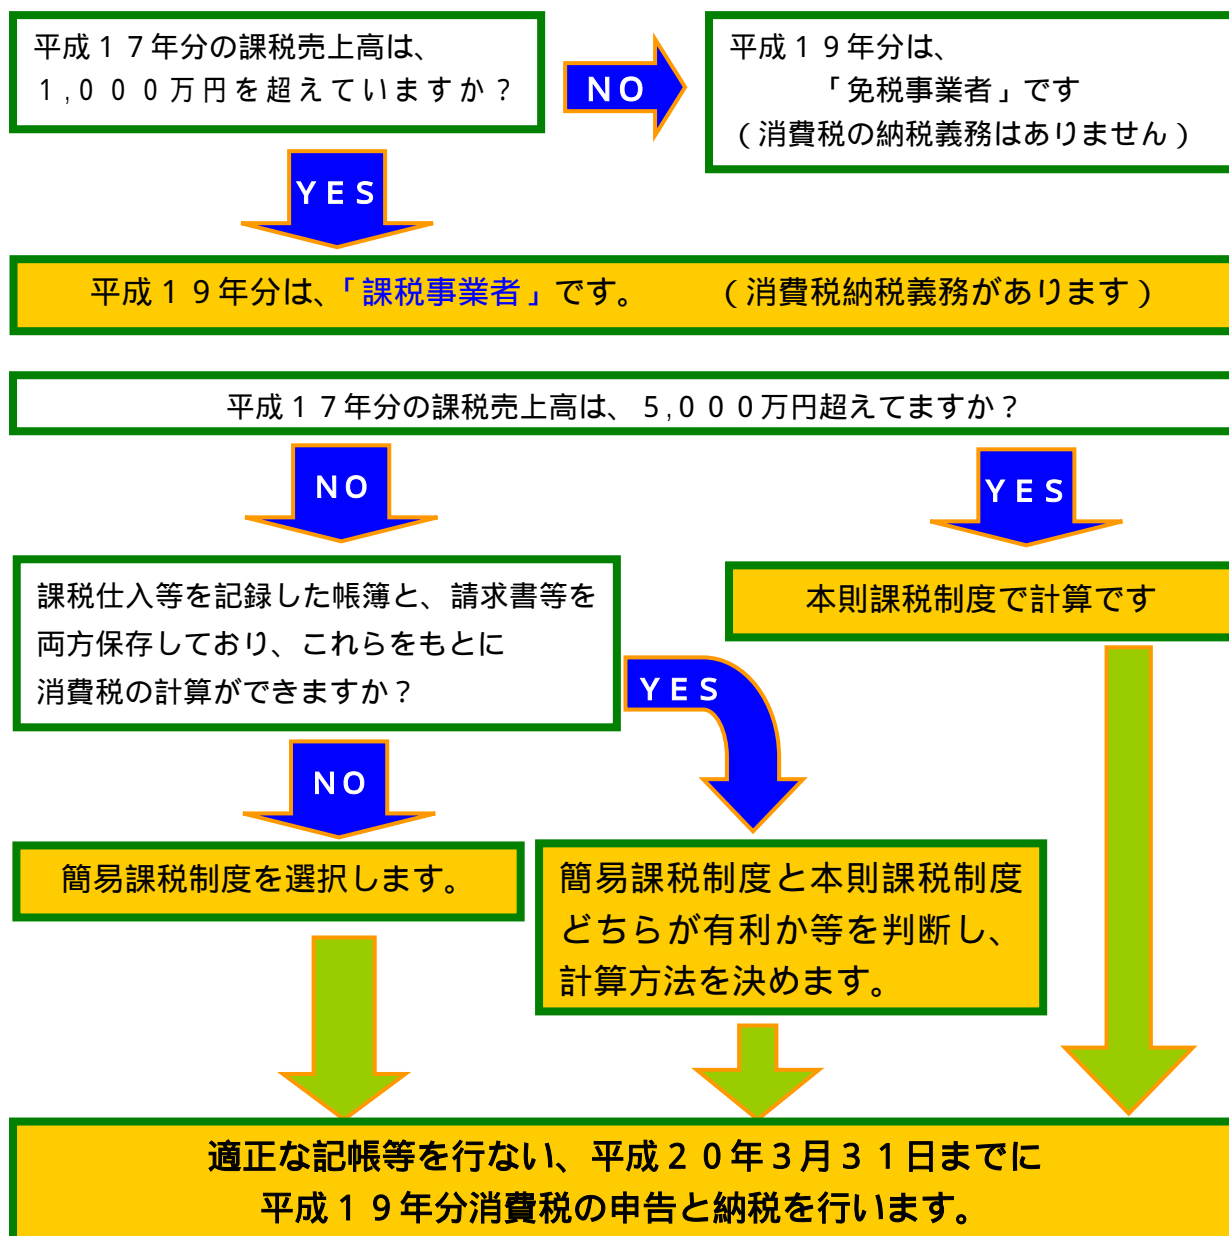 平成１７年分の課税売上高は、
１,０００万円を超えていますか？
ＮＯ
平成１９年分は、
「免税事業者」です
（消費税の納税義務はありません）
ＹＥＳ
平成１９年分は、「課税事業者」です。　　（消費税納税義務があります）
平成１７年分の課税売上高は、５,０００万円超えてますか？
ＮＯ
ＹＥＳ
課税仕入等を記録した帳簿と、請求書等を
両方保存しており、これらをもとに
消費税の計算ができますか？
本則課税制度で計算です
ＹＥＳ
ＮＯ
簡易課税制度を選択します。
簡易課税制度と本則課税制度
どちらが有利か等を判断し、
計算方法を決めます。
適正な記帳等を行ない、平成２０年３月３１日までに
平成１９年分消費税の申告と納税を行います。